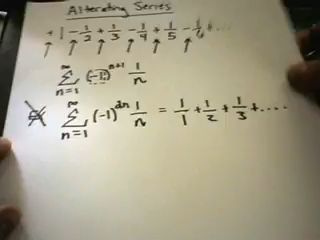 Alterating Series
+1 - 1/2 + 1/3 - 1/4 + 1/5 - 1/6 + ...
∑_{n=1}^{∞} (-1)^{n+1} 1/n
∑_{n=1}^{∞} (-1)^{2n} 1/n = 1/1 + 1/2 + 1/3 + ....